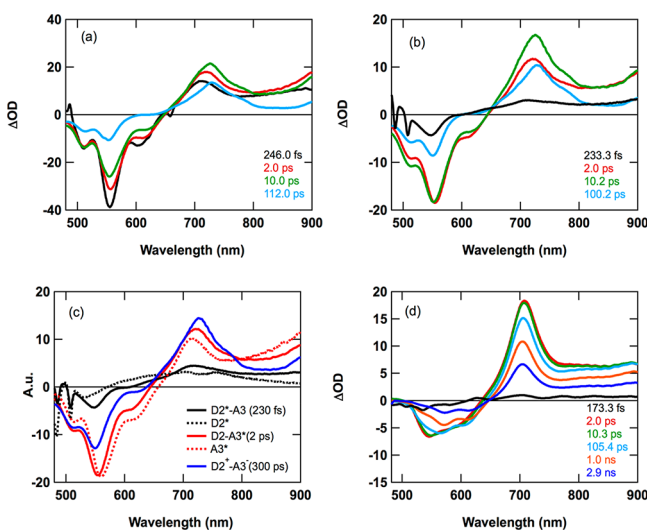 (a)
40
20
0
-20
-40
ΔOD
500 600 700 800 900
Wavelength (nm)
246.0 fs
2.0 ps
10.0 ps
112.0 ps
(b)
20
10
0
-10
-20
ΔOD
500 600 700 800 900
Wavelength (nm)
233.3 fs
2.0 ps
10.2 ps
100.2 ps
(c)
20
15
10
5
0
-5
-10
-15
-20
A.u.
500 600 700 800 900
Wavelength (nm)
D2*-A3 (230 fs)
D2*
D2-A3*(2 ps)
A3*
D2⁺-A3⁻(300 ps)
(d)
20
15
10
5
0
-5
-10
-15
ΔOD
500 600 700 800 900
Wavelength (nm)
173.3 fs
2.0 ps
10.3 ps
105.4 ps
1.0 ns
2.9 ns